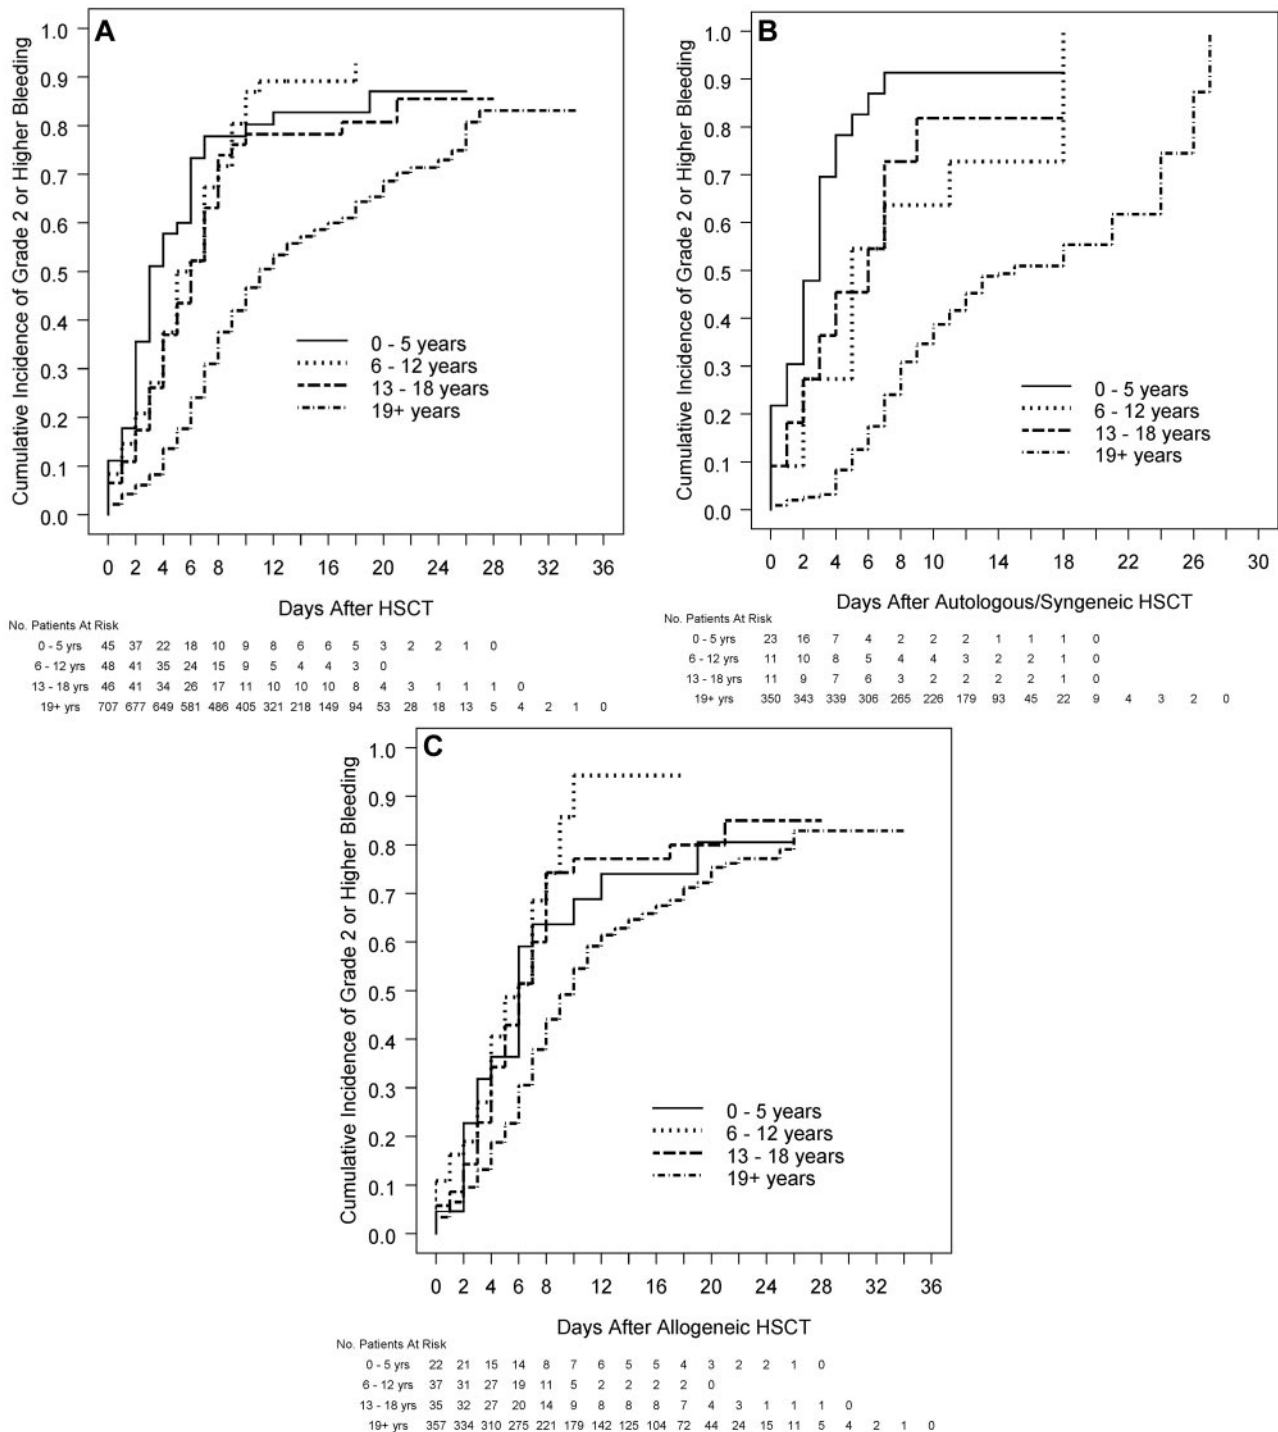 A
1.0
0.9
0.8
0.7
0.6
0.5
0.4
0.3
0.2
0.1
0.0
Cumulative Incidence of Grade 2 or Higher Bleeding
0 - 5 years
6 - 12 years
13 - 18 years
19+ years
0 2 4 6 8 10 12 16 20 24 28 32 36
Days After HSCT
No. Patients At Risk
0 - 5 yrs 45 37 22 18 10 9 8 6 6 5 3 2 2 1 0
6 - 12 yrs 48 41 35 24 15 9 5 4 4 3 0
13 - 18 yrs 46 41 34 26 17 11 10 10 10 8 4 3 1 1 1 0
19+ yrs 707 677 649 581 486 405 321 218 149 94 53 28 18 13 5 4 2 1 0
B
1.0
0.9
0.8
0.7
0.6
0.5
0.4
0.3
0.2
0.1
0.0
Cumulative Incidence of Grade 2 or Higher Bleeding
0 - 5 years
6 - 12 years
13 - 18 years
19+ years
0 2 4 6 8 10 14 18 22 26 30
Days After Autologous/Syngeneic HSCT
No. Patients At Risk
0 - 5 yrs 23 16 7 4 2 2 2 1 1 1 0
6 - 12 yrs 11 10 8 5 4 4 3 2 2 1 0
13 - 18 yrs 11 9 7 6 3 2 2 2 2 1 0
19+ yrs 350 343 339 306 265 226 179 93 45 22 9 4 3 2 0
C
1.0
0.9
0.8
0.7
0.6
0.5
0.4
0.3
0.2
0.1
0.0
Cumulative Incidence of Grade 2 or Higher Bleeding
0 - 5 years
6 - 12 years
13 - 18 years
19+ years
0 2 4 6 8 12 16 20 24 28 32 36
Days After Allogeneic HSCT
No. Patients At Risk
0 - 5 yrs 22 21 15 14 8 7 6 5 5 4 3 2 2 1 0
6 - 12 yrs 37 31 27 19 11 5 2 2 2 2 0
13 - 18 yrs 35 32 27 20 14 9 8 8 8 7 4 3 1 1 1 0
19+ yrs 357 334 310 275 221 179 142 125 104 72 44 24 15 11 5 4 2 1 0